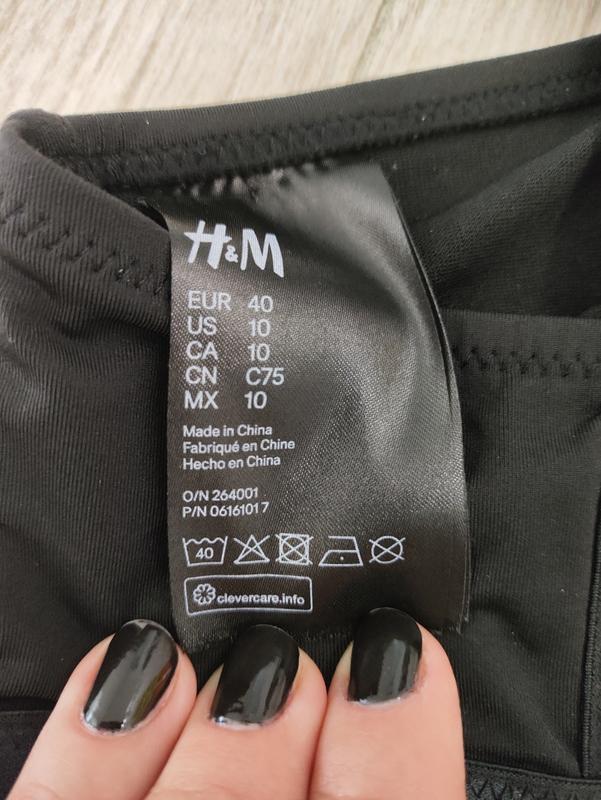 H&M
EUR 40
US 10
CA 10
CN C75
MX 10
Made in China
Fabriqué en Chine
Hecho en China
O/N 264001
P/N 06161017
40
clevercare.info